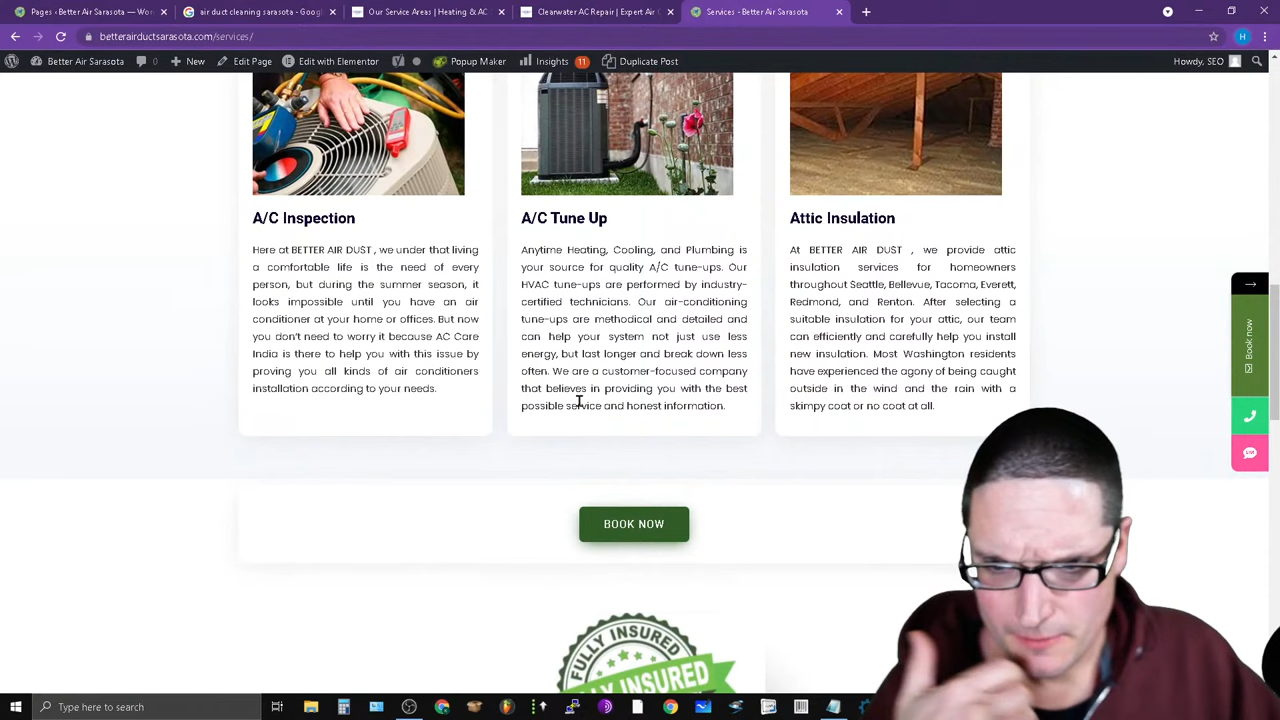 Pages ‹ Better Air Sarasota — Wo
air duct cleaning sarasota - Googl
Our Service Areas | Heating & AC
Clearwater AC Repair | Expert Air C
Services - Better Air Sarasota
betterairductsarasota.com/services/
H
Better Air Sarasota
0
New
Edit Page
Edit with Elementor
Popup Maker
Insights
11
Duplicate Post
Howdy, SEO
A/C Inspection
Here at BETTER AIR DUST , we under that living
a comfortable life is the need of every
person, but during the summer season, it
looks impossible until you have an air
conditioner at your home or offices. But now
you don't need to worry it because AC Care
India is there to help you with this issue by
proving you all kinds of air conditioners
installation according to your needs.
A/C Tune Up
Anytime Heating, Cooling, and Plumbing is
your source for quality A/C tune-ups. Our
HVAC tune-ups are performed by industry-
certified technicians. Our air-conditioning
tune-ups are methodical and detailed and
can help your system not just use less
energy, but last longer and break down less
often. We are a customer-focused company
that believes in providing you with the best
possible service and honest information.
Attic Insulation
At BETTER AIR DUST , we provide attic
insulation services for homeowners
throughout Seattle, Bellevue, Tacoma, Everett,
Redmond, and Renton. After selecting a
suitable insulation for your attic, our team
can efficiently and carefully help you install
new insulation. Most Washington residents
have experienced the agony of being caught
outside in the wind and the rain with a
skimpy coat or no coat at all.
Book now
BOOK NOW
FULLY INSURED
FULLY INSURED
Type here to search